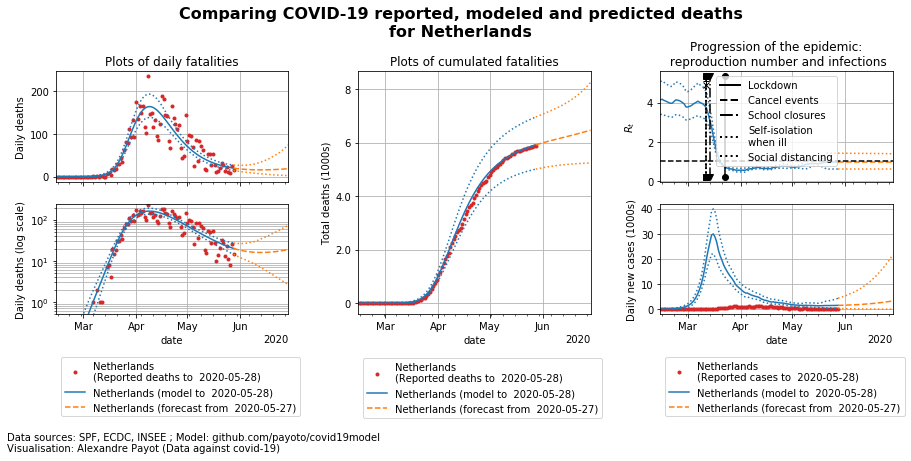 Comparing COVID-19 reported, modeled and predicted deaths
for Netherlands
Plots of daily fatalities
Daily deaths
200
100
0
Daily deaths (log scale)
10²
10¹
10⁰
Mar
Apr
May
Jun
date
2020
Netherlands
(Reported deaths to 2020-05-28)
Netherlands (model to 2020-05-28)
Netherlands (forecast from 2020-05-27)
Plots of cumulated fatalities
Total deaths (1000s)
8
6
4
2.0
0
Mar
Apr
May
Jun
date
2020
Netherlands
(Reported deaths to 2020-05-28)
Netherlands (model to 2020-05-28)
Netherlands (forecast from 2020-05-27)
Progression of the epidemic:
reproduction number and infections
Rₜ
4
2
0
Lockdown
Cancel events
School closures
Self-isolation
when ill
Social distancing
Daily new cases (1000s)
40
30
20
10
0
Mar
Apr
May
Jun
date
2020
Netherlands
(Reported cases to 2020-05-28)
Netherlands (model to 2020-05-28)
Netherlands (forecast from 2020-05-27)
Data sources: SPF, ECDC, INSEE ; Model: github.com/payoto/covid19model
Visualisation: Alexandre Payot (Data against covid-19)